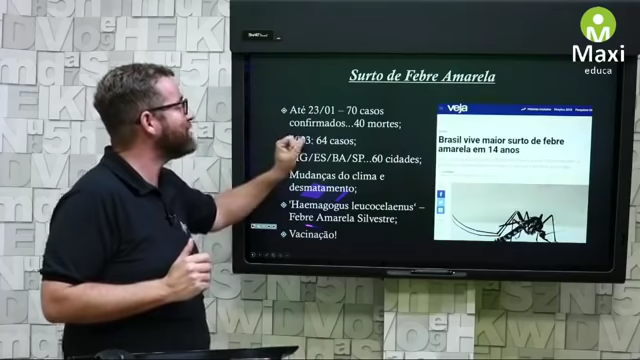 Maxi
educa
Surto de Febre Amarela
Até 23/01 – 70 casos
confirmados...40 mortes;
64 casos;
/ES/BA/SP...60 cidades;
Mudanças do clima e
desmatamento;
'Haemagogus leucocelaenus' –
Febre Amarela Silvestre;
Vacinação!
veja
Brasil vive maior surto de febre
amarela em 14 anos